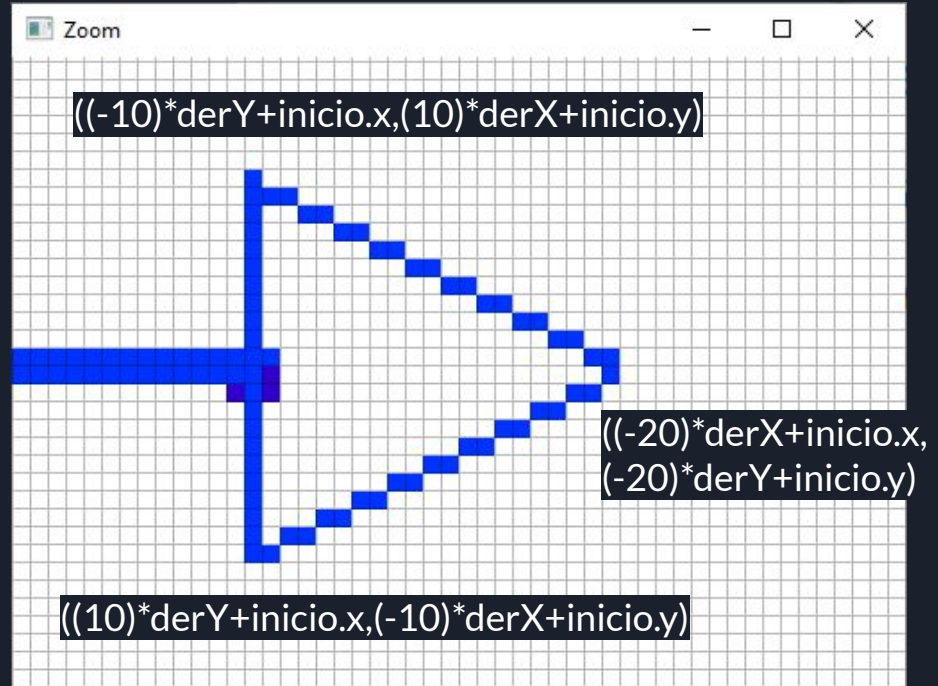 Zoom
((-10)*derY+inicio.x,(10)*derX+inicio.y)
((-20)*derX+inicio.x,
(-20)*derY+inicio.y)
((10)*derY+inicio.x,(-10)*derX+inicio.y)